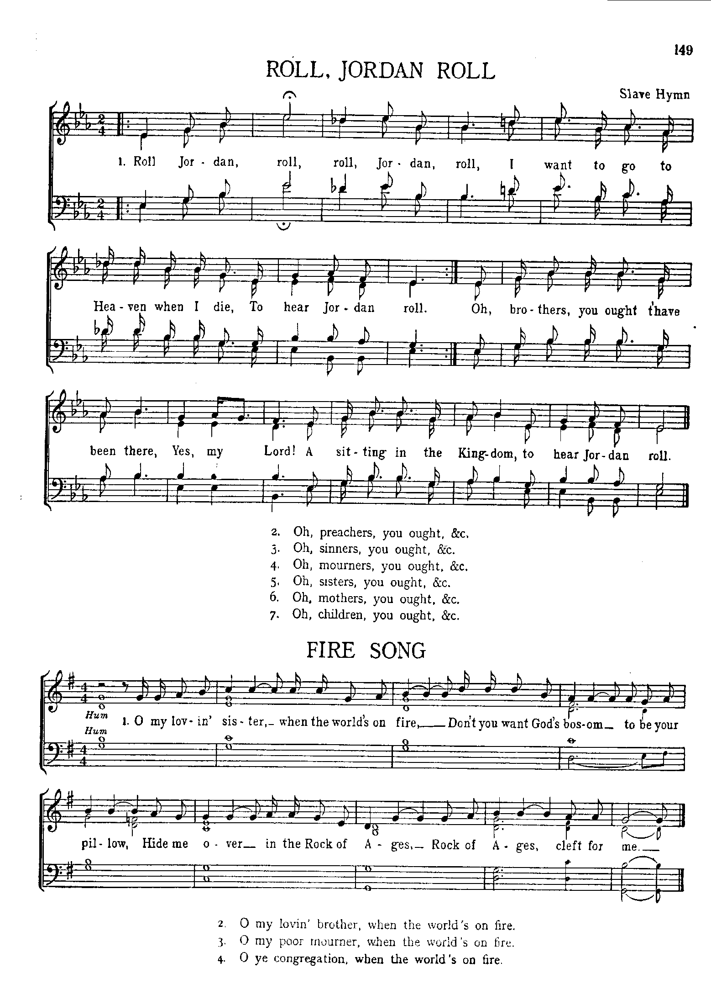 149
ROLL, JORDAN ROLL
Slave Hymn
1. Roll Jor - dan, roll, roll, Jor - dan, roll, I want to go to
Hea - ven when I die, To hear Jor - dan roll. Oh, bro - thers, you ought t'have
been there, Yes, my Lord! A sit - ting in the King - dom, to hear Jor - dan roll.
2. Oh, preachers, you ought, &c.
3. Oh, sinners, you ought, &c.
4. Oh, mourners, you ought, &c.
5. Oh, sisters, you ought, &c.
6. Oh, mothers, you ought, &c.
7. Oh, children, you ought, &c.
FIRE SONG
Hum
1. O my lov - in' sis - ter, when the world's on fire, Don't you want God's bos - om to be your
Hum
pil - low, Hide me o - ver in the Rock of A - ges, Rock of A - ges, cleft for me.
2. O my lovin' brother, when the world's on fire.
3. O my poor mourner, when the world's on fire.
4. O ye congregation, when the world's on fire.